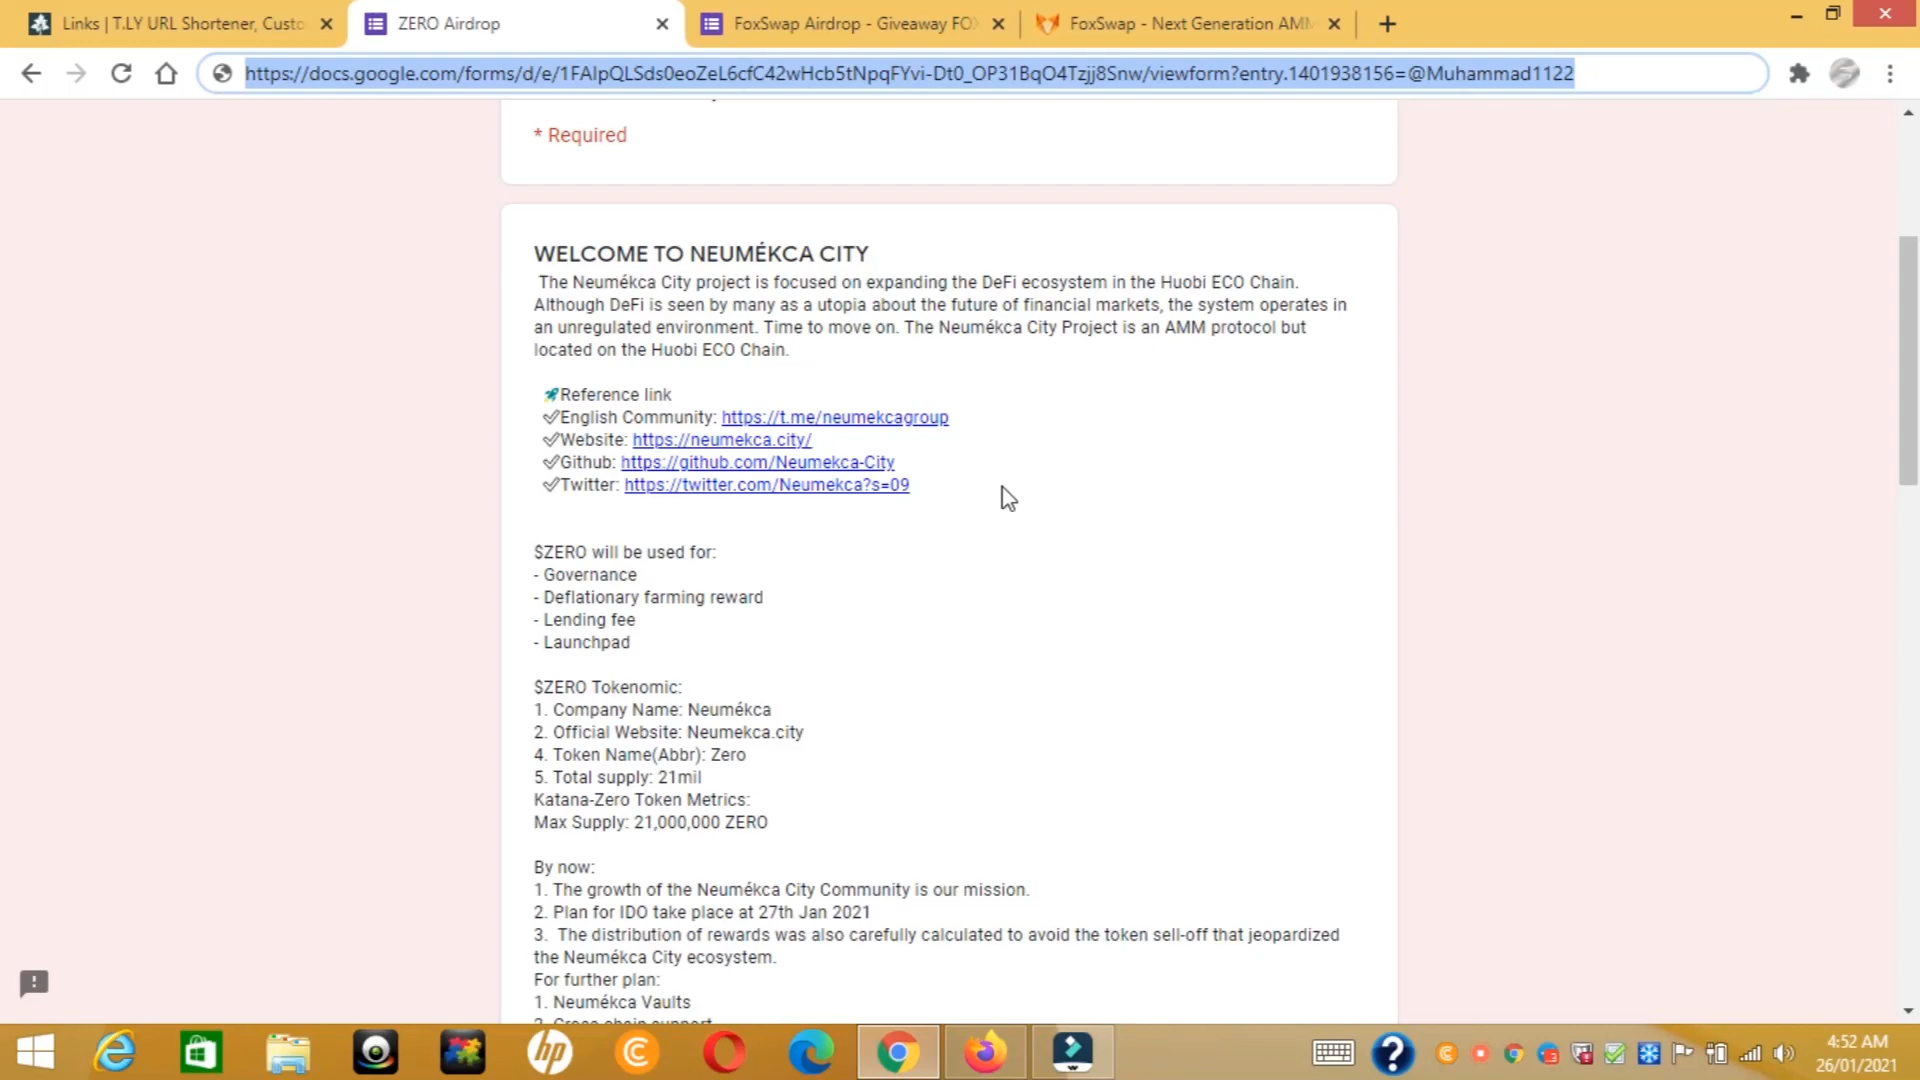 Links | T.LY URL Shortener, Custo
ZERO Airdrop
FoxSwap Airdrop - Giveaway FO
FoxSwap - Next Generation AMM
https://docs.google.com/forms/d/e/1FAIpQLSds0eoZeL6cfC42wHcb5tNpqFYvi-Dt0_OP31BqO4Tzjj8Snw/viewform?entry.1401938156=@Muhammad1122
* Required
WELCOME TO NEUMÉKCA CITY
The Neumékca City project is focused on expanding the DeFi ecosystem in the Huobi ECO Chain.
Although DeFi is seen by many as a utopia about the future of financial markets, the system operates in
an unregulated environment. Time to move on. The Neumékca City Project is an AMM protocol but
located on the Huobi ECO Chain.
🚀Reference link
✅English Community: https://t.me/neumekcagroup
✅Website: https://neumekca.city/
✅Github: https://github.com/Neumekca-City
✅Twitter: https://twitter.com/Neumekca?s=09
$ZERO will be used for:
- Governance
- Deflationary farming reward
- Lending fee
- Launchpad
$ZERO Tokenomic:
1. Company Name: Neumékca
2. Official Website: Neumekca.city
4. Token Name(Abbr): Zero
5. Total supply: 21mil
Katana-Zero Token Metrics:
Max Supply: 21,000,000 ZERO
By now:
1. The growth of the Neumékca City Community is our mission.
2. Plan for IDO take place at 27th Jan 2021
3.  The distribution of rewards was also carefully calculated to avoid the token sell-off that jeopardized
the Neumékca City ecosystem.
For further plan:
1. Neumékca Vaults
2. Cross chain support
hp
4:52 AM
26/01/2021